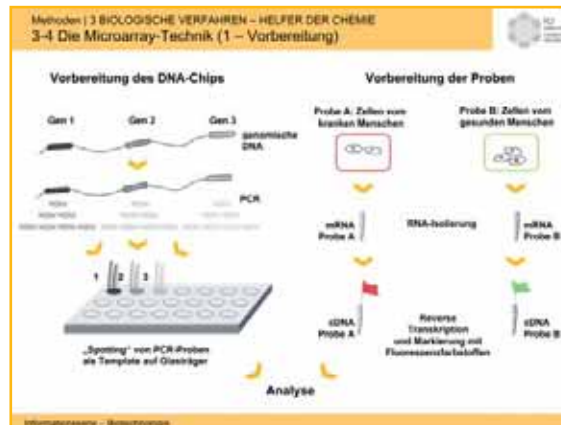 Methoden | 3 BIOLOGISCHE VERFAHREN – HELFER DER CHEMIE
3-4 Die Microarray-Technik (1 – Vorbereitung)
Vorbereitung des DNA-Chips
Gen 1
Gen 2
Gen 3
genomische
DNA
PCR
1
2
3
„Spotting“ von PCR-Proben
als Template auf Glasträger
Vorbereitung der Proben
Probe A: Zellen vom
kranken Menschen
Probe B: Zellen vom
gesunden Menschen
mRNA
Probe A
RNA-Isolierung
mRNA
Probe B
cDNA
Probe A
Reverse
Transkription
und Markierung mit
Fluoreszenzfarbstoffen
cDNA
Probe B
Analyse
Informationsserie – Biotechnologie